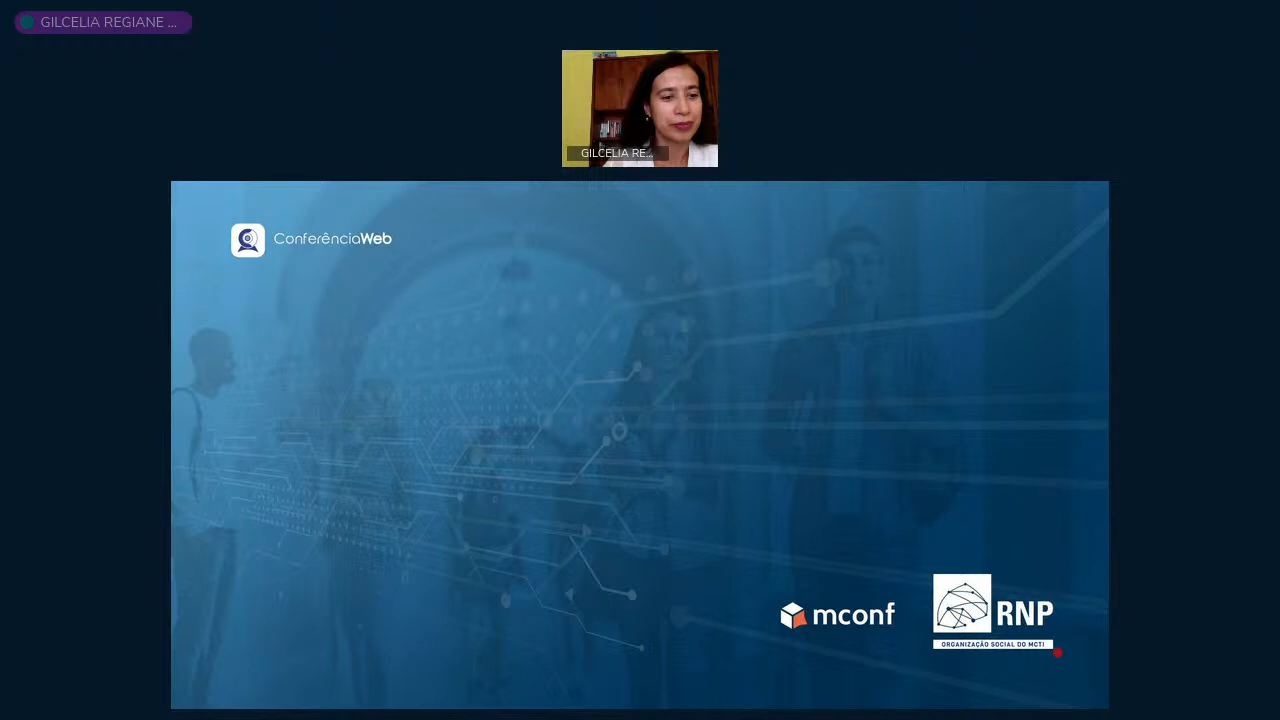 GILCELIA REGIANE ...
GILCELIA RE...
ConferênciaWeb
mconf
RNP
ORGANIZAÇÃO SOCIAL DO MCTI